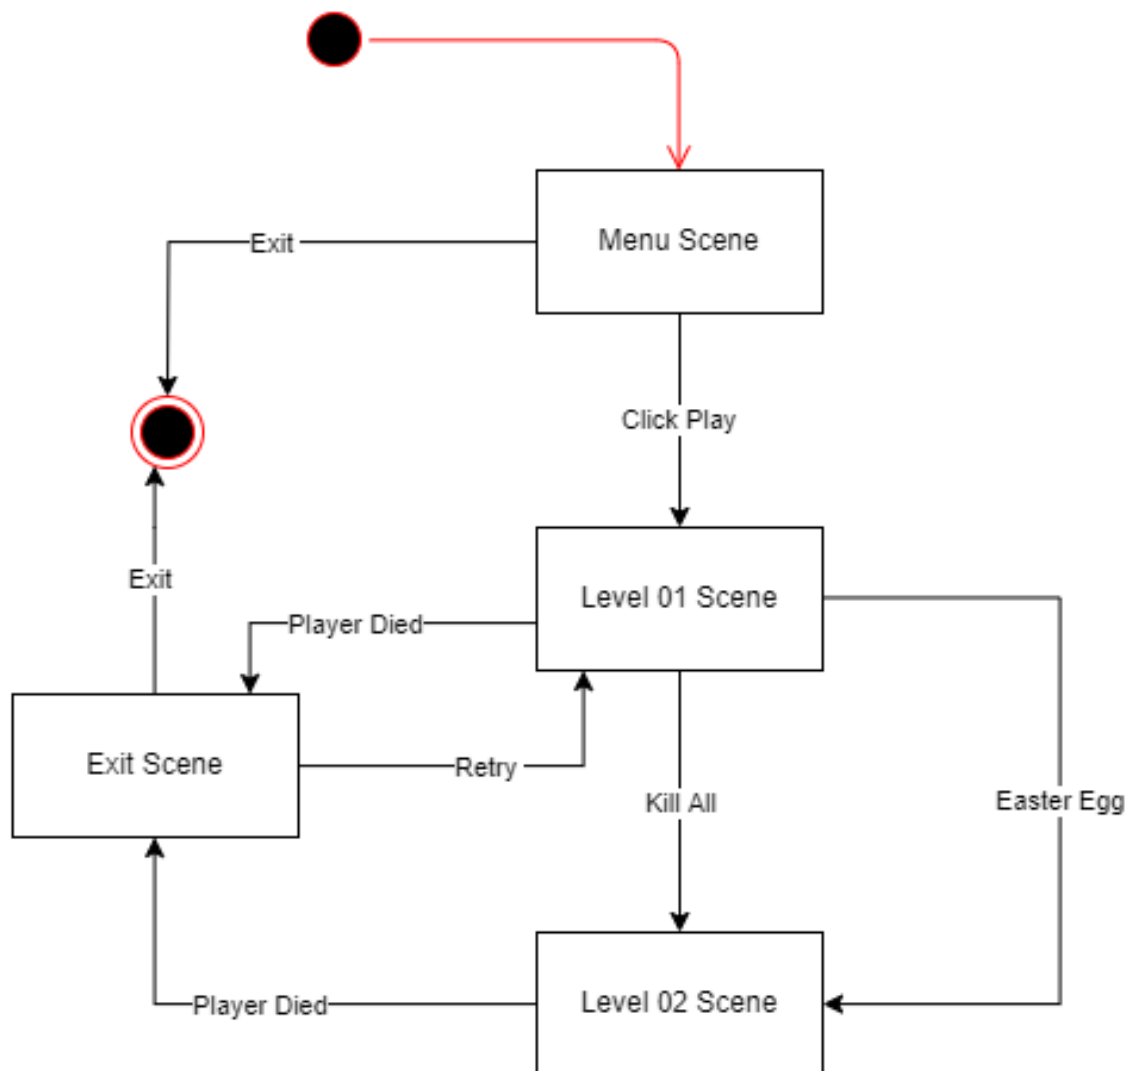 Menu Scene
Exit
Click Play
Level 01 Scene
Exit
Player Died
Exit Scene
Retry
Kill All
Easter Egg
Level 02 Scene
Player Died